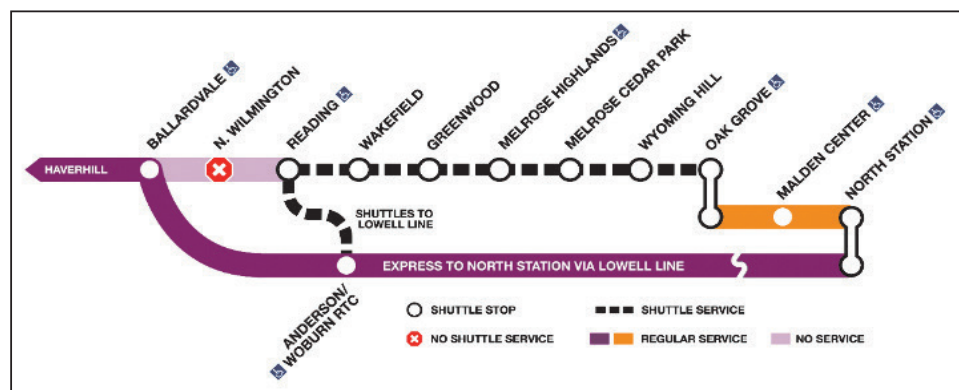 BALLARDVALE
N. WILMINGTON
READING
WAKEFIELD
GREENWOOD
MELROSE HIGHLANDS
MELROSE CEDAR PARK
WYOMING HILL
OAK GROVE
MALDEN CENTER
NORTH STATION
HAVERHILL
SHUTTLES TO
LOWELL LINE
EXPRESS TO NORTH STATION VIA LOWELL LINE
ANDERSON/
WOBURN RTC
SHUTTLE STOP
SHUTTLE SERVICE
NO SHUTTLE SERVICE
REGULAR SERVICE
NO SERVICE